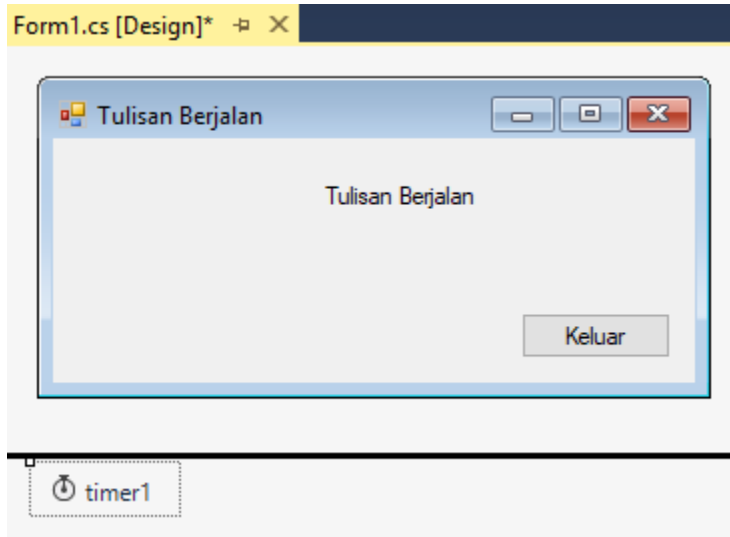 Form1.cs [Design]*
Tulisan Berjalan
Tulisan Berjalan
Keluar
timer1